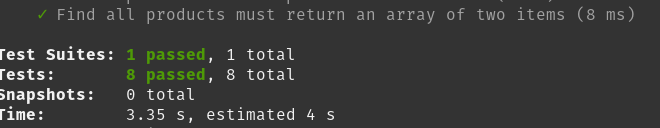 ✓ Find all products must return an array of two items (8 ms)
Test Suites: 1 passed, 1 total
Tests: 8 passed, 8 total
Snapshots: 0 total
Time: 3.35 s, estimated 4 s